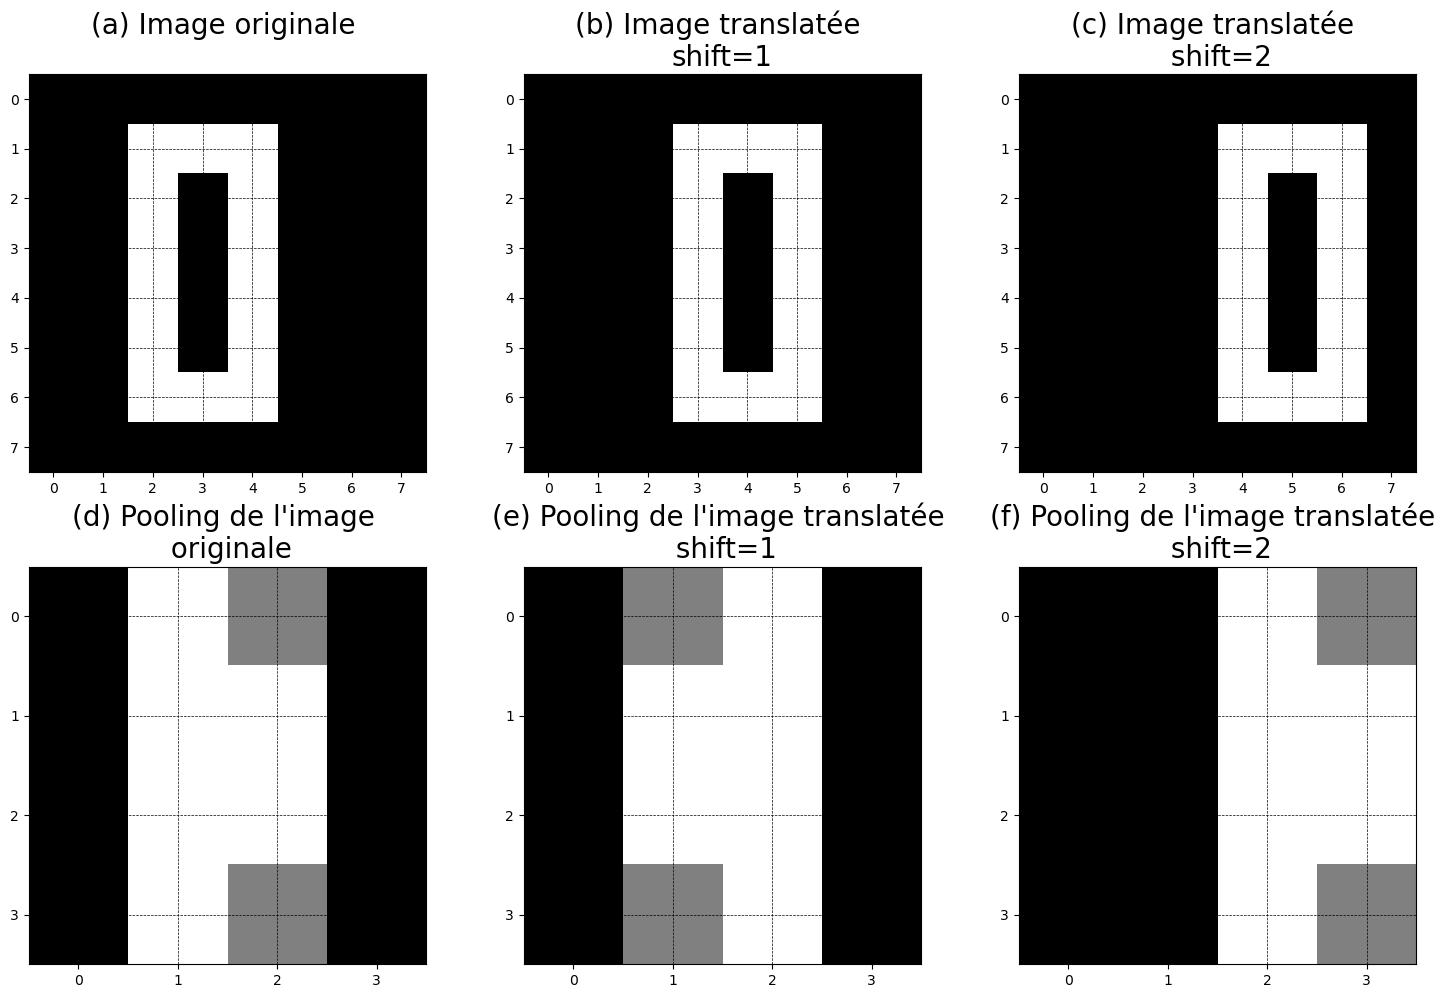 (a) Image originale
(b) Image translatée
shift=1
(c) Image translatée
shift=2
0
1
2
3
4
5
6
7
0 1 2 3 4 5 6 7
0
1
2
3
4
5
6
7
0 1 2 3 4 5 6 7
0
1
2
3
4
5
6
7
0 1 2 3 4 5 6 7
(d) Pooling de l'image
originale
(e) Pooling de l'image translatée
shift=1
(f) Pooling de l'image translatée
shift=2
0
1
2
3
0 1 2 3
0
1
2
3
0 1 2 3
0
1
2
3
0 1 2 3